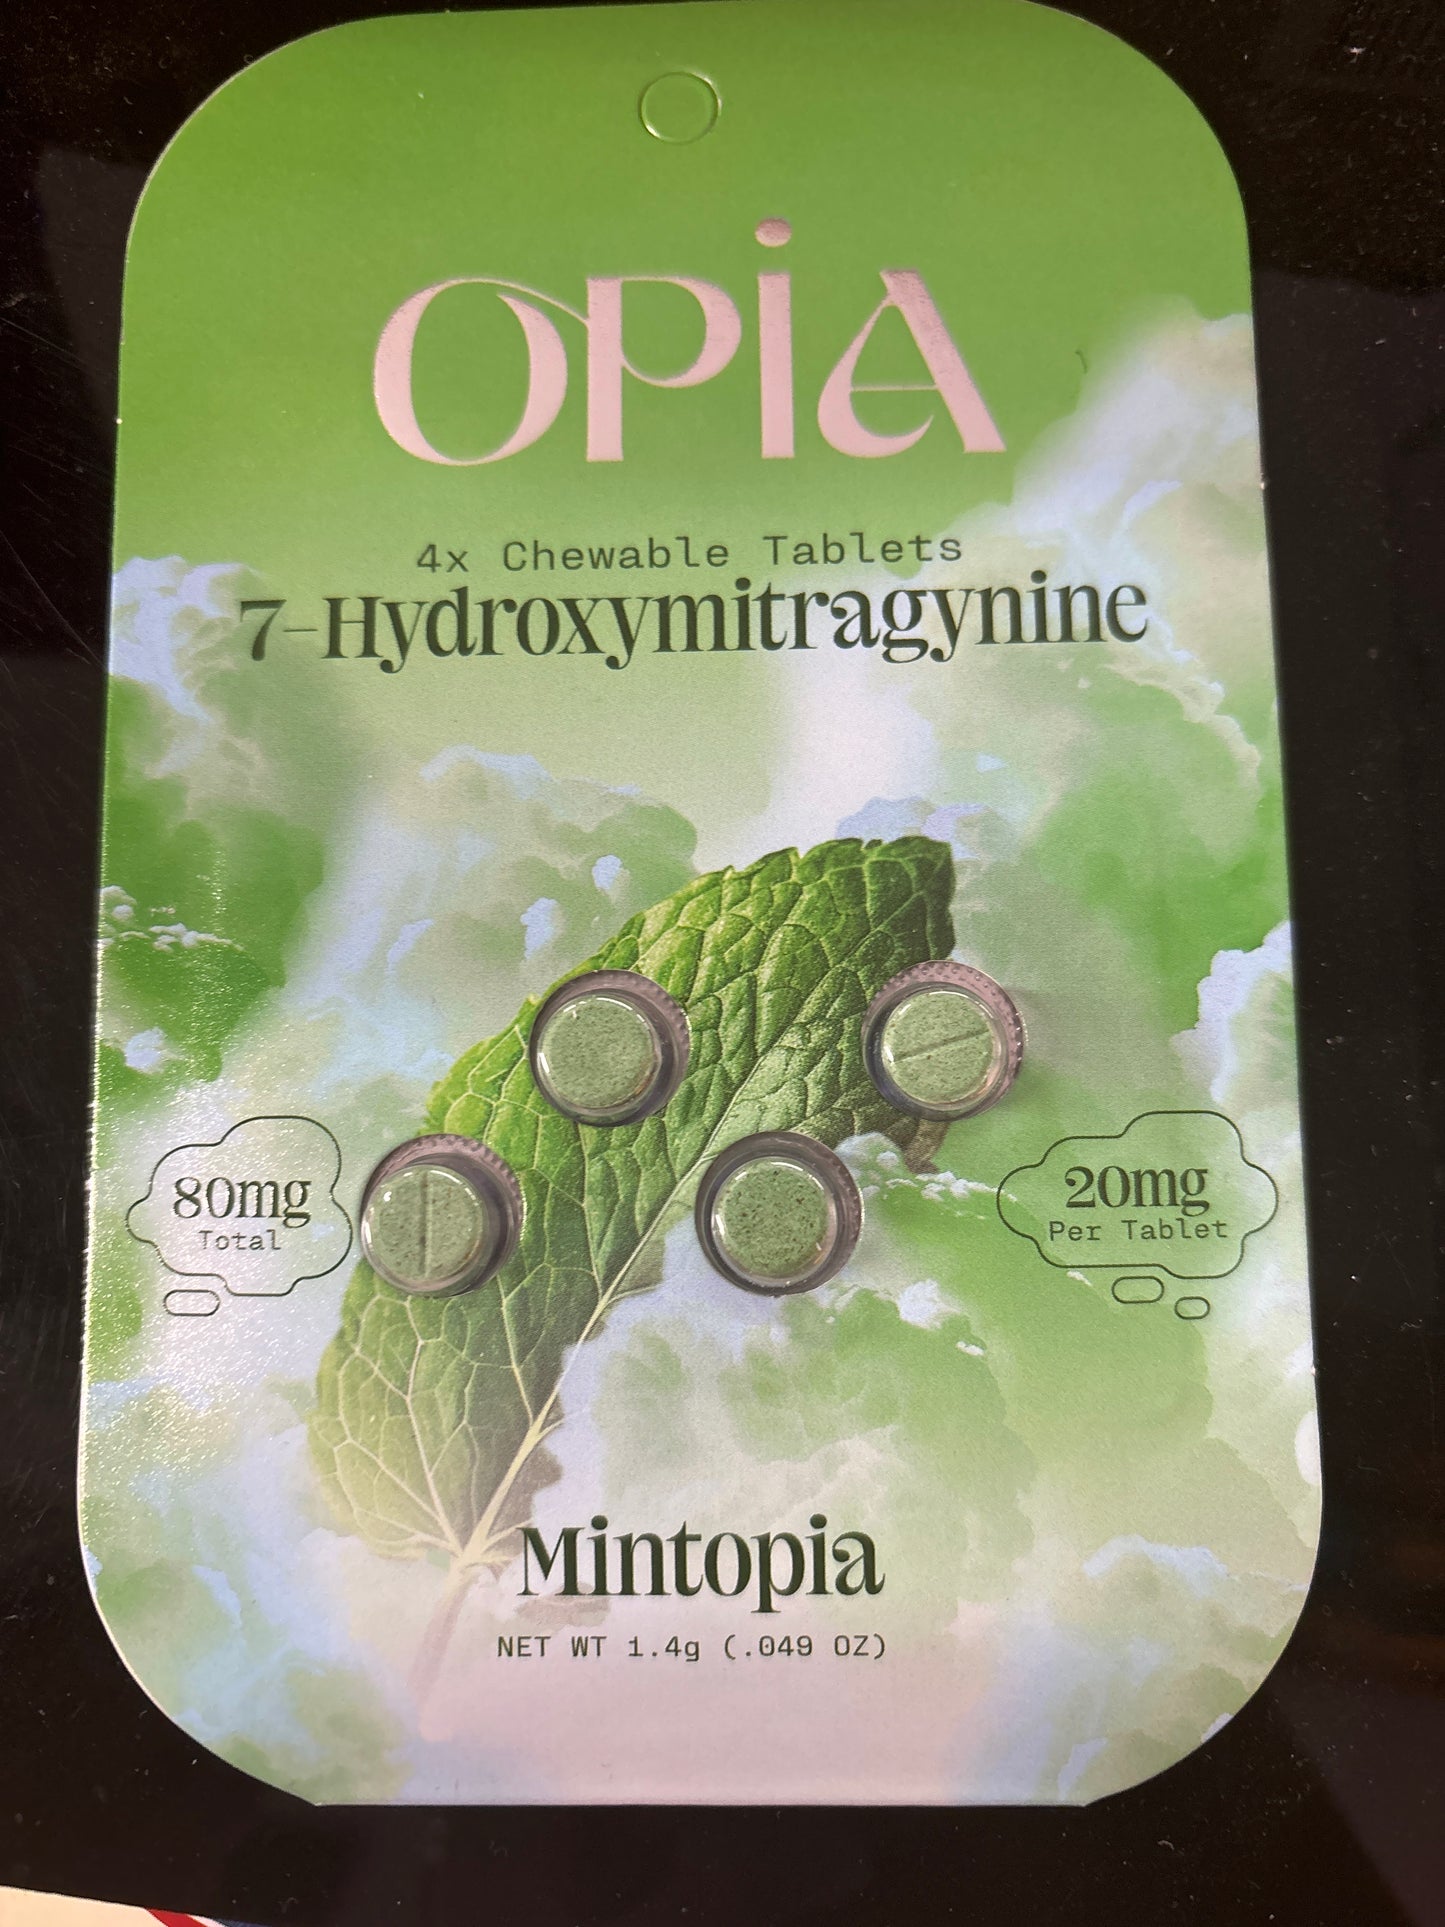 OPiA
4x Chewable Tablets
7-Hydroxymitragynine
80mg
Total
20mg
Per Tablet
Mintopia
NET WT 1.4g (.049 OZ)